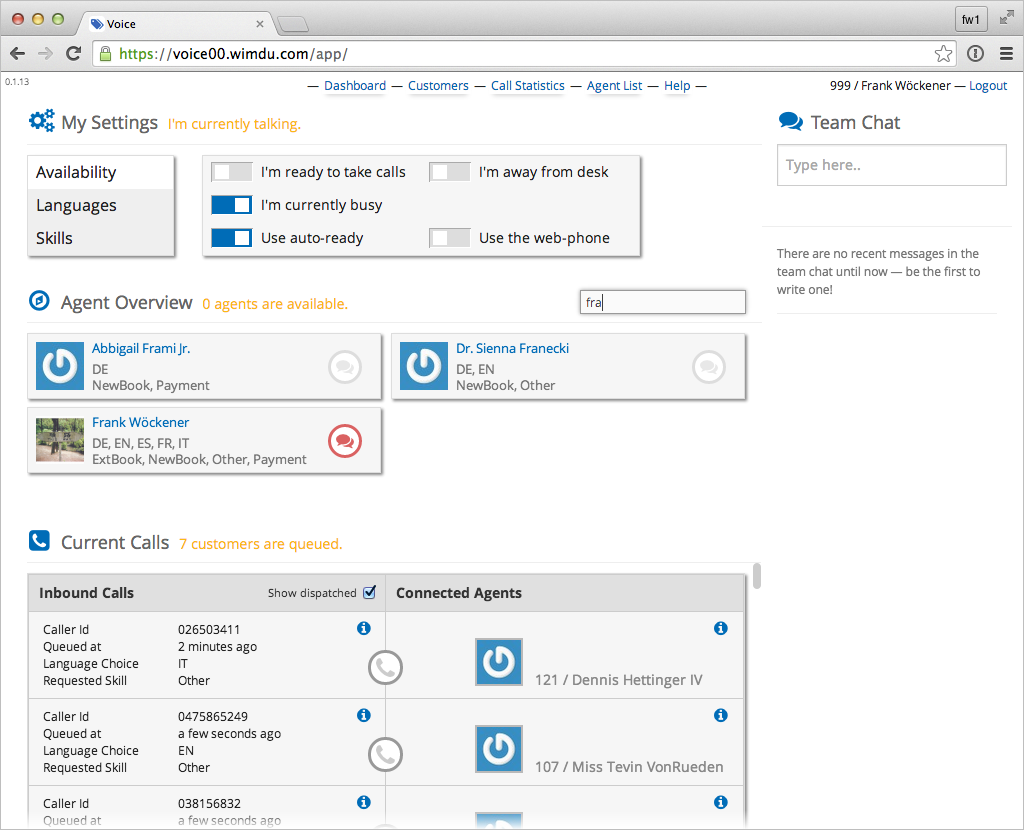 Voice
fw1
https://voice00.wimdu.com/app/
0.1.13
— Dashboard — Customers — Call Statistics — Agent List — Help —
999 / Frank Wöckener — Logout
My Settings I'm currently talking.
Availability
Languages
Skills
I'm ready to take calls
I'm away from desk
I'm currently busy
Use auto-ready
Use the web-phone
Team Chat
Type here..
There are no recent messages in the
team chat until now — be the first to
write one!
Agent Overview 0 agents are available.
fra
Abbigail Frami Jr.
DE
NewBook, Payment
Dr. Sienna Franecki
DE, EN
NewBook, Other
Frank Wöckener
DE, EN, ES, FR, IT
ExtBook, NewBook, Other, Payment
Current Calls 7 customers are queued.
Inbound Calls Show dispatched Connected Agents
Caller Id 026503411
Queued at 2 minutes ago
Language Choice IT
Requested Skill Other
121 / Dennis Hettinger IV
Caller Id 0475865249
Queued at a few seconds ago
Language Choice EN
Requested Skill Other
107 / Miss Tevin VonRueden
Caller Id 038156832
Queued at a few seconds ago